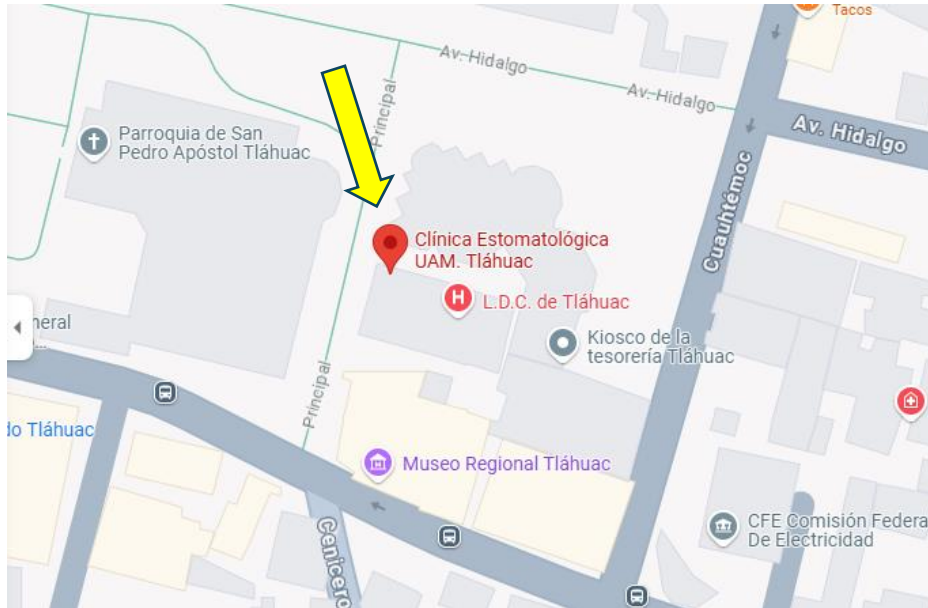 Tacos
Av. Hidalgo
Av. Hidalgo
Av. Hidalgo
Principal
Parroquia de San
Pedro Apóstol Tláhuac
Cuauhtémoc
Clínica Estomatológica
UAM. Tláhuac
H
L.D.C. de Tláhuac
neral
Kiosco de la
tesorería Tláhuac
Principal
do Tláhuac
Museo Regional Tláhuac
Cenicero
CFE Comisión Federa
De Electricidad